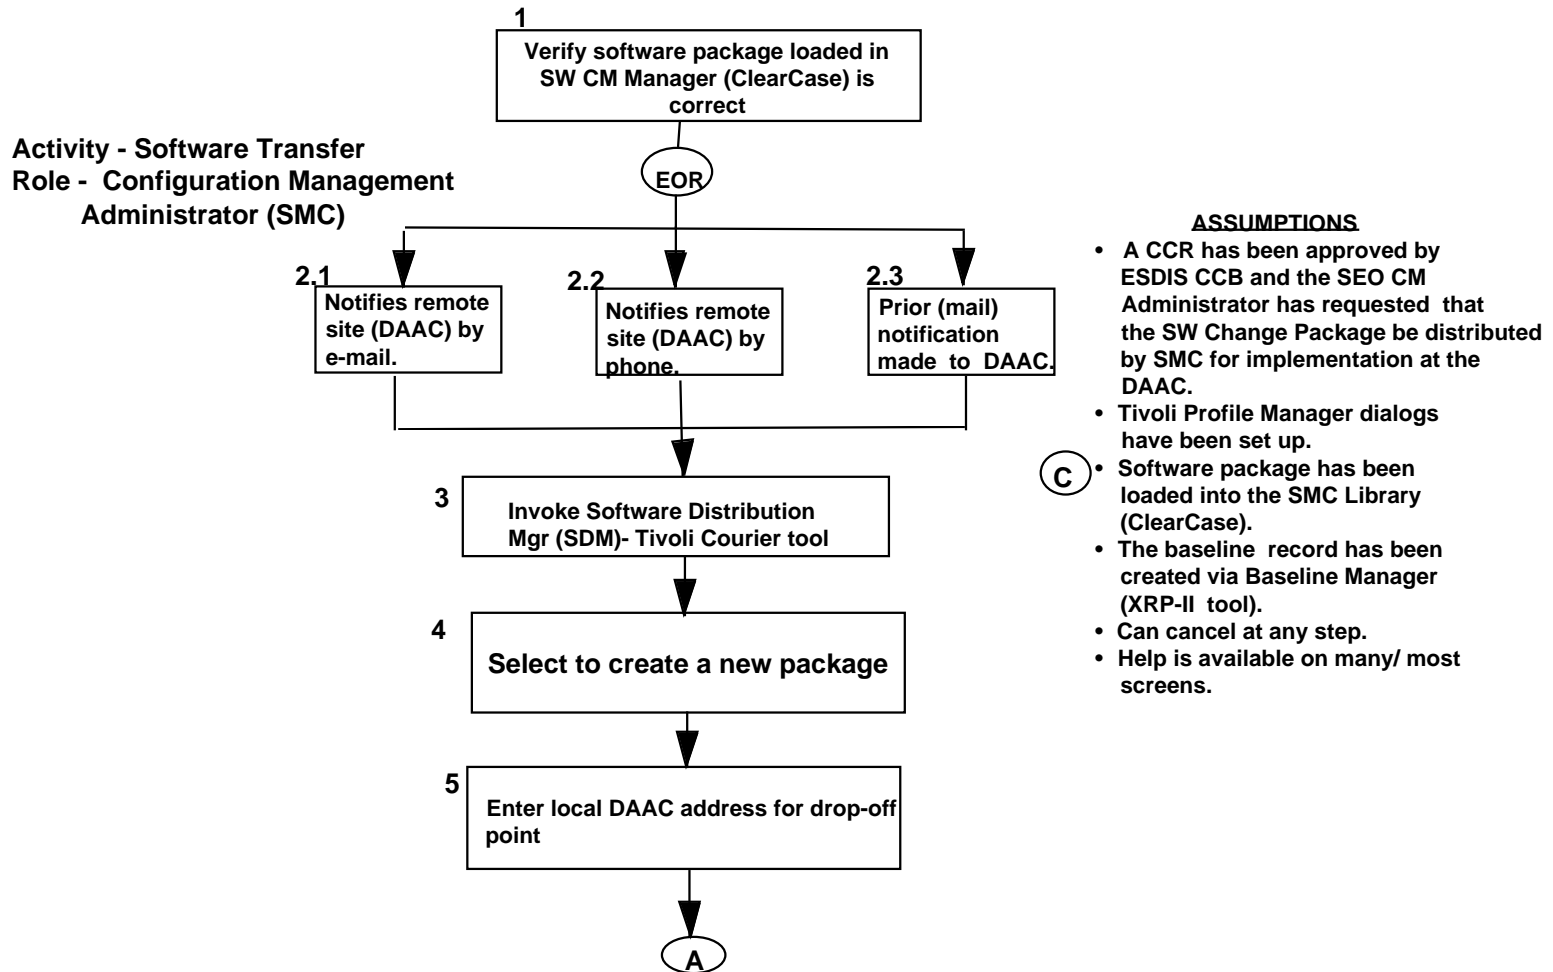 1
Verify software package loaded in
SW CM Manager (ClearCase) is
correct
Activity - Software Transfer
Role - Configuration Management
Administrator (SMC)
EOR
2.1
Notifies remote
site (DAAC) by
e-mail.
2.2
Notifies remote
site (DAAC) by
phone.
2.3
Prior (mail)
notification
made to DAAC.
3
Invoke Software Distribution
Mgr (SDM)- Tivoli Courier tool
4
Select to create a new package
5
Enter local DAAC address for drop-off
point
A
ASSUMPTIONS
• A CCR has been approved by
ESDIS CCB and the SEO CM
Administrator has requested that
the SW Change Package be distributed
by SMC for implementation at the
DAAC.
• Tivoli Profile Manager dialogs
have been set up.
C
• Software package has been
loaded into the SMC Library
(ClearCase).
• The baseline record has been
created via Baseline Manager
(XRP-II tool).
• Can cancel at any step.
• Help is available on many/ most
screens.